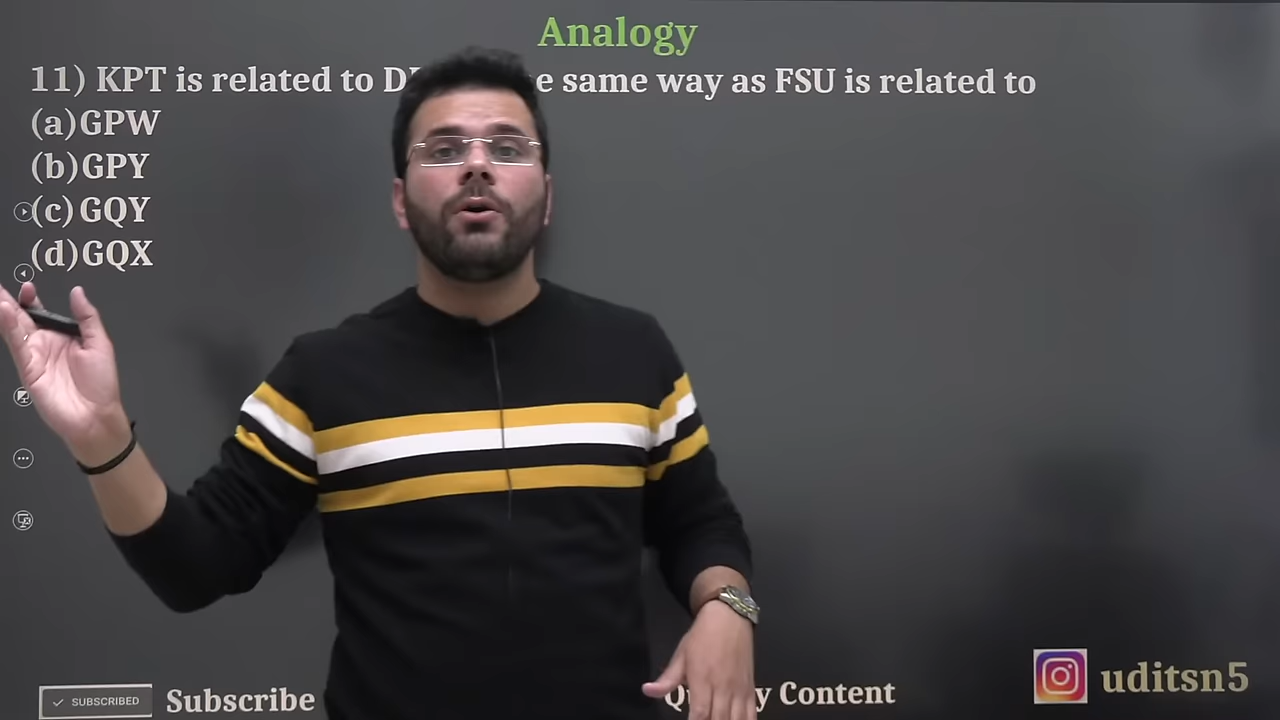 Analogy
11) KPT is related to D e same way as FSU is related to
(a)GPW
(b)GPY
(c) GQY
(d)GQX
SUBSCRIBED Subscribe Q y Content uditsn5